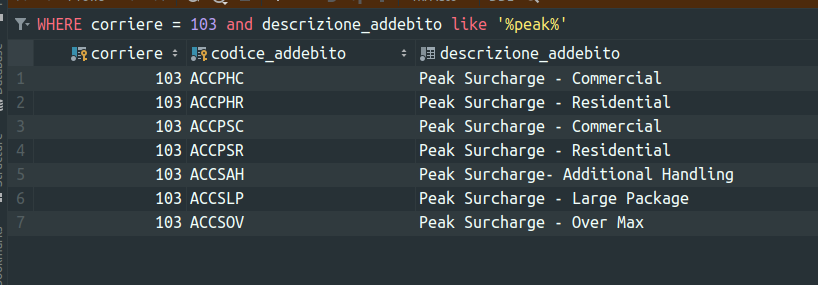 WHERE corriere = 103 and descrizione_addebito like '%peak%'
corriere codice_addebito descrizione_addebito
1 103 ACCPHC Peak Surcharge - Commercial
2 103 ACCPHR Peak Surcharge - Residential
3 103 ACCPSC Peak Surcharge - Commercial
4 103 ACCPSR Peak Surcharge - Residential
5 103 ACCSAH Peak Surcharge- Additional Handling
6 103 ACCSLP Peak Surcharge - Large Package
7 103 ACCSOV Peak Surcharge - Over Max